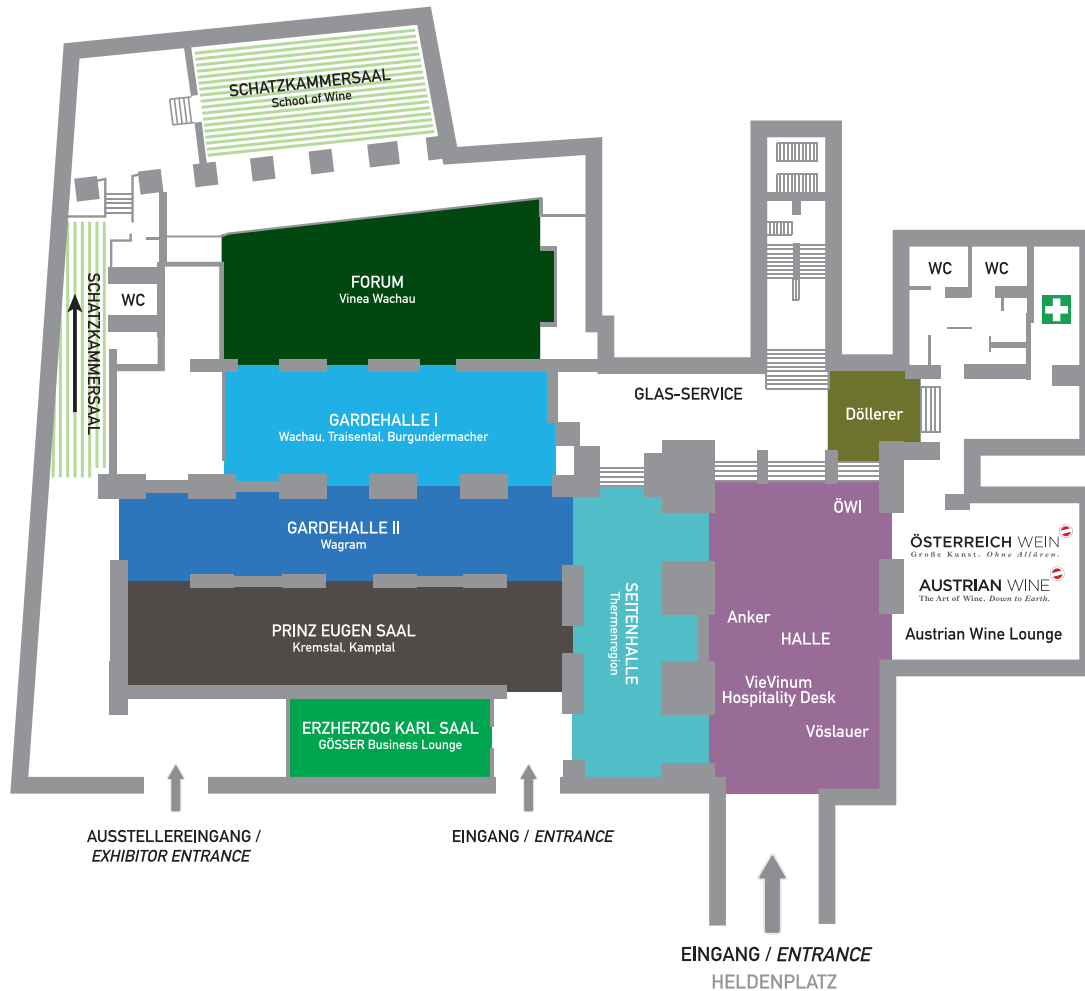 SCHATZKAMMERSAAL
School of Wine
FORUM
Vinea Wachau
WC
WC
WC
SCHATZKAMMERSAAL
GLAS-SERVICE
Döllerer
GARDEHALLE I
Wachau, Traisental, Burgundermacher
GARDEHALLE II
Wagram
ÖWI
ÖSTERREICH WEIN
Große Kunst. Ohne Allüren.
AUSTRIAN WINE
The Art of Wine. Down to Earth.
Austrian Wine Lounge
SEITENHALLE
Thermenregion
Anker
HALLE
PRINZ EUGEN SAAL
Kremstal, Kamptal
VieVinum
Hospitality Desk
Vöslauer
ERZHERZOG KARL SAAL
GÖSSER Business Lounge
AUSSTELLEREINGANG /
EXHIBITOR ENTRANCE
EINGANG / ENTRANCE
EINGANG / ENTRANCE
HELDENPLATZ